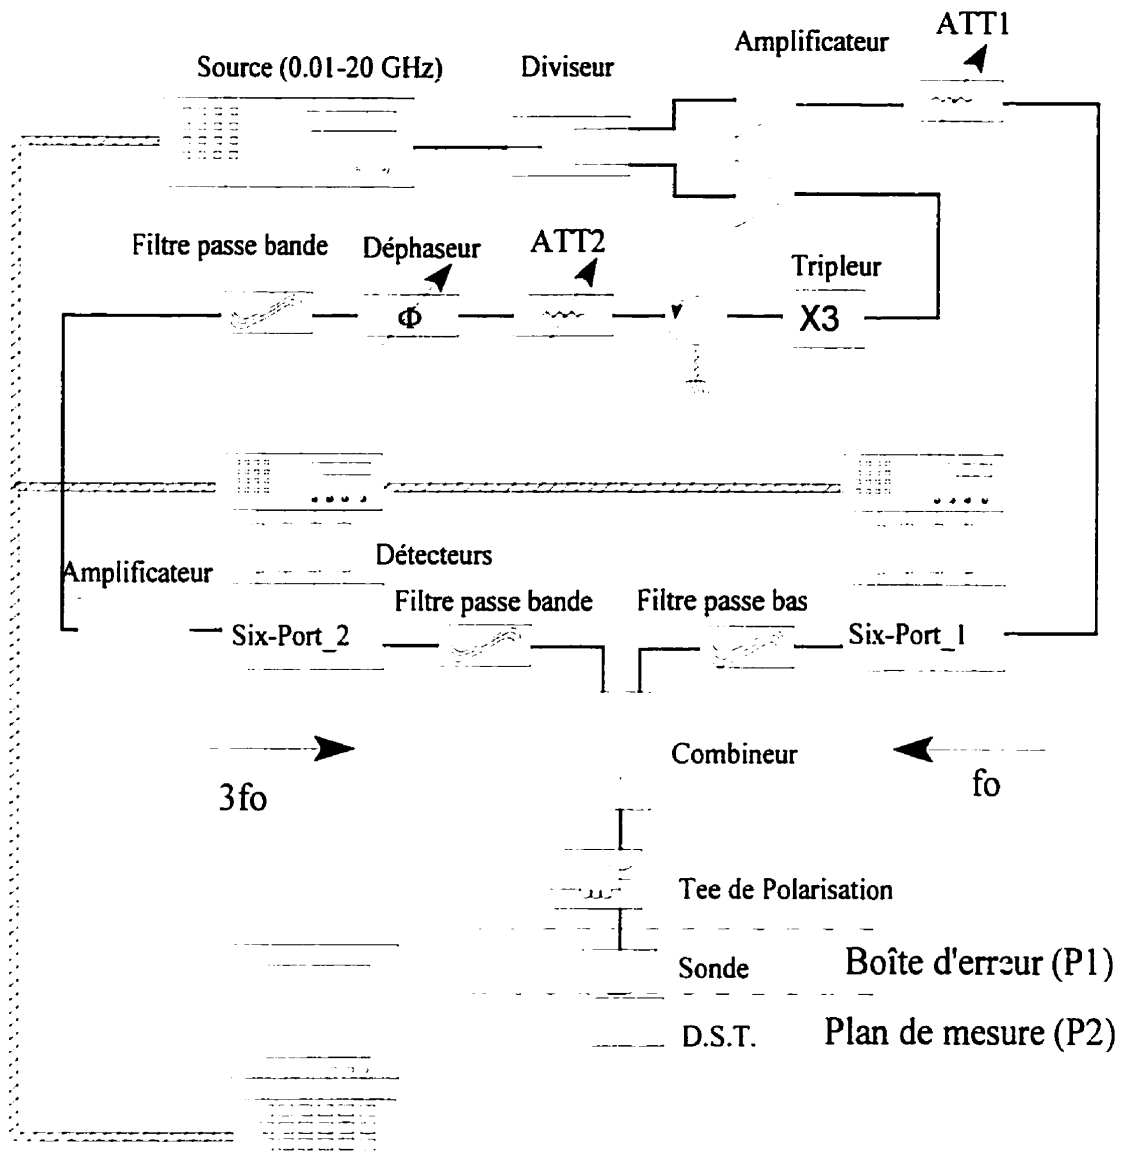 ATT1
Amplificateur
Source (0.01-20 GHz)
Diviseur
Filtre passe bande
Déphaseur
ATT2
Tripleur
Φ
X3
Détecteurs
Amplificateur
Filtre passe bande
Filtre passe bas
Six-Port_2
Six-Port_1
Combineur
3fo
fo
Tee de Polarisation
Sonde
Boîte d'erreur (P1)
D.S.T.
Plan de mesure (P2)